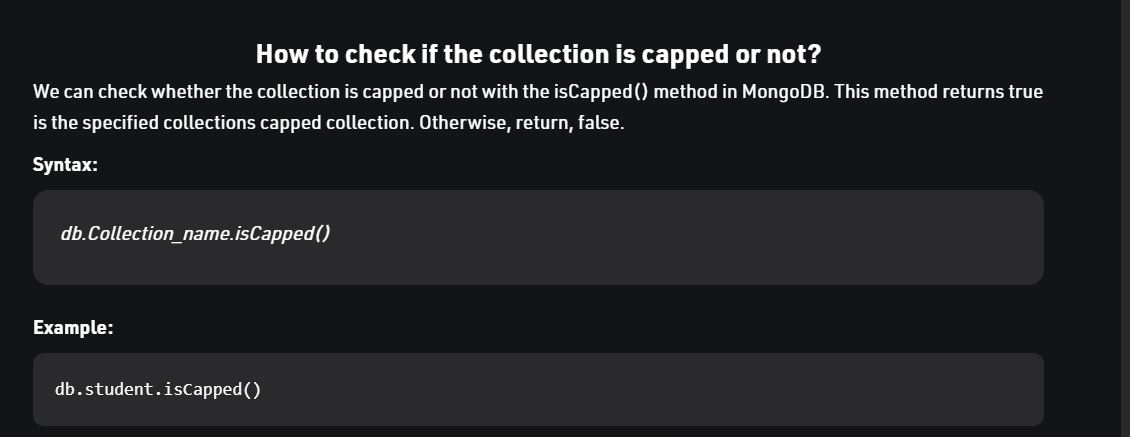 How to check if the collection is capped or not?
We can check whether the collection is capped or not with the isCapped() method in MongoDB. This method returns true
is the specified collections capped collection. Otherwise, return, false.
Syntax:
db.Collection_name.isCapped()
Example:
db.student.isCapped()